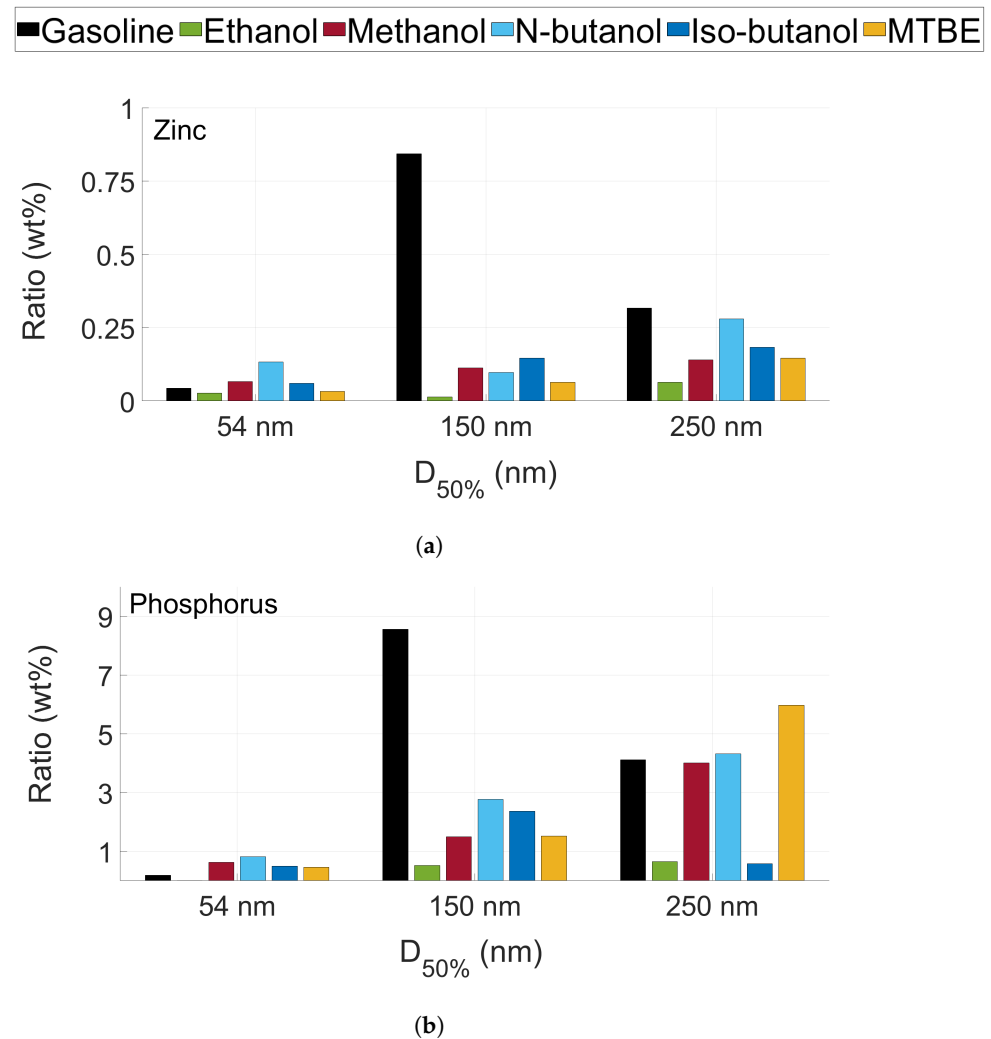 Gasoline Ethanol Methanol N-butanol Iso-butanol MTBE
Zinc
Ratio (wt%)
1
0.75
0.5
0.25
0
54 nm 150 nm 250 nm
D50% (nm)
(a)
Phosphorus
Ratio (wt%)
9
7
5
3
1
54 nm 150 nm 250 nm
D50% (nm)
(b)